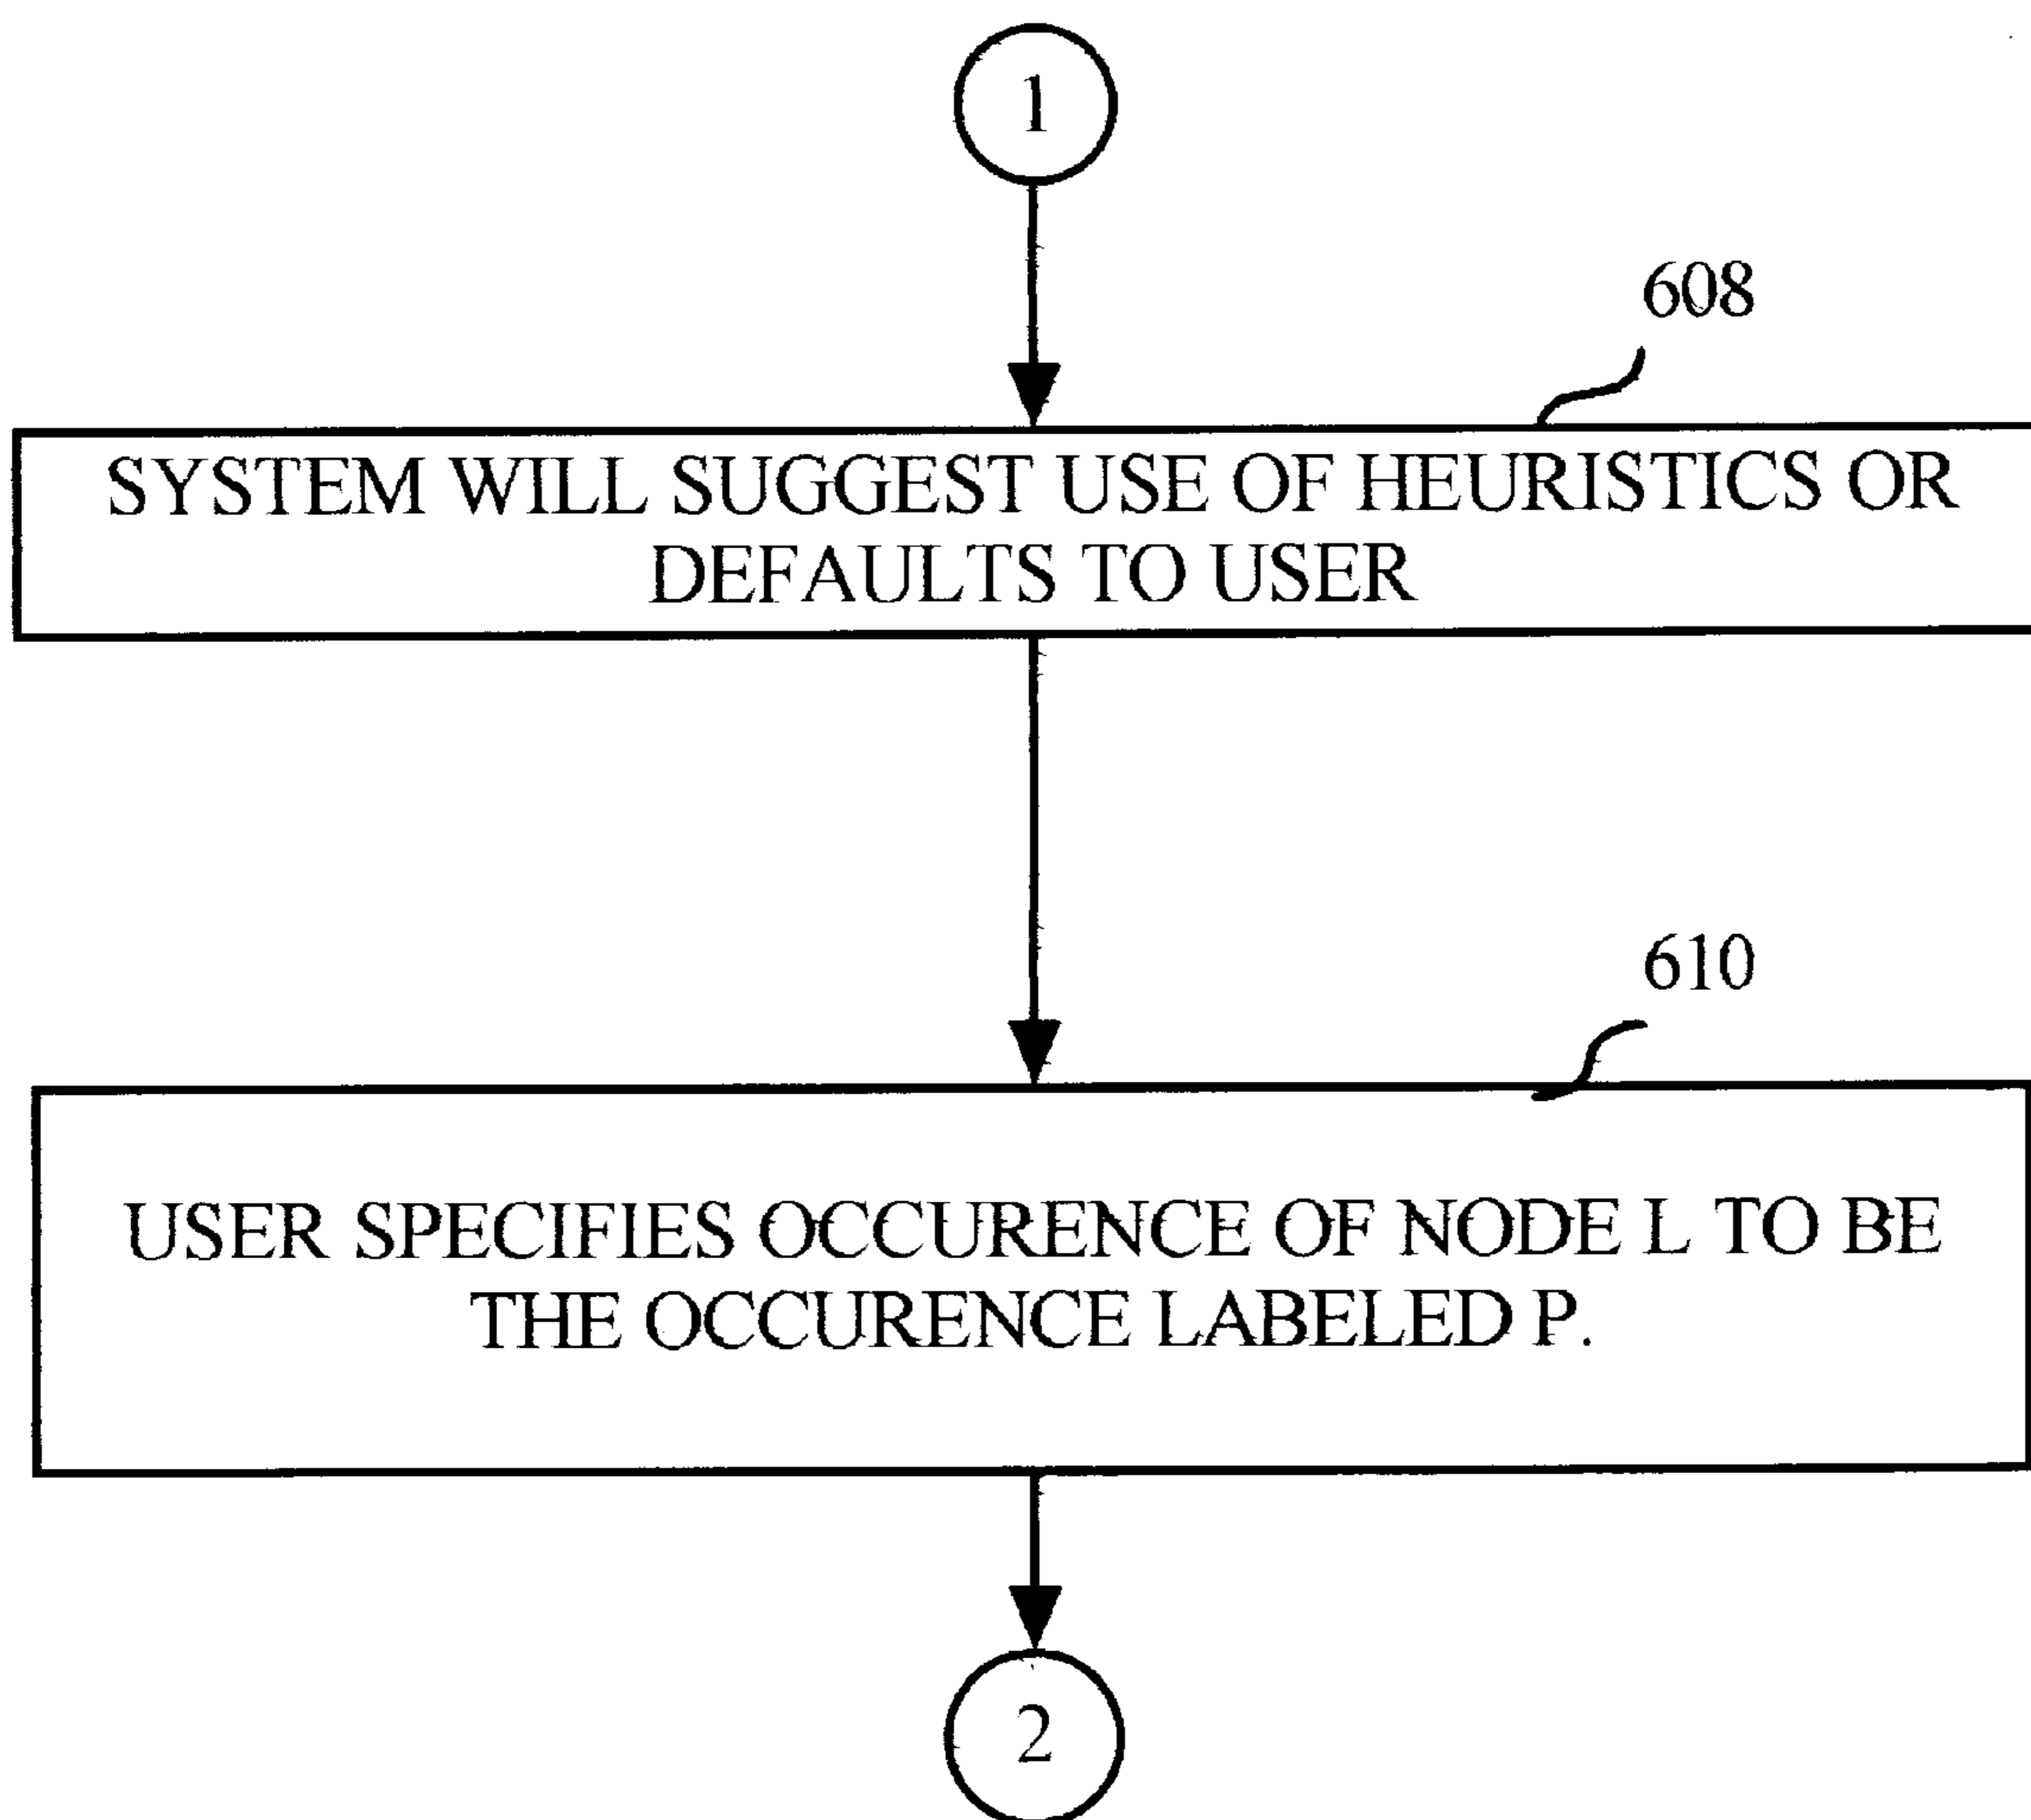 1
608
SYSTEM WILL SUGGEST USE OF HEURISTICS OR
DEFAULTS TO USER
610
USER SPECIFIES OCCURENCE OF NODE L TO BE
THE OCCURENCE LABELED P.
2